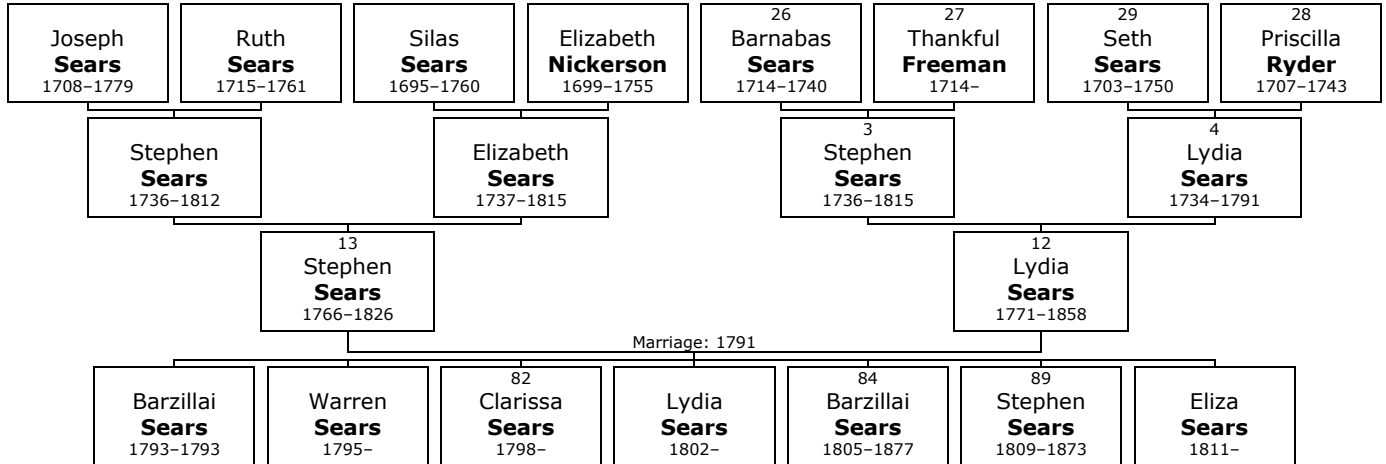 Joseph
Sears
1708–1779
Ruth
Sears
1715–1761
Silas
Sears
1695–1760
Elizabeth
Nickerson
1699–1755
26
Barnabas
Sears
1714–1740
27
Thankful
Freeman
1714–
29
Seth
Sears
1703–1750
28
Priscilla
Ryder
1707–1743
Stephen
Sears
1736–1812
Elizabeth
Sears
1737–1815
3
Stephen
Sears
1736–1815
4
Lydia
Sears
1734–1791
13
Stephen
Sears
1766–1826
12
Lydia
Sears
1771–1858
Marriage: 1791
Barzillai
Sears
1793–1793
Warren
Sears
1795–
82
Clarissa
Sears
1798–
Lydia
Sears
1802–
84
Barzillai
Sears
1805–1877
89
Stephen
Sears
1809–1873
Eliza
Sears
1811–